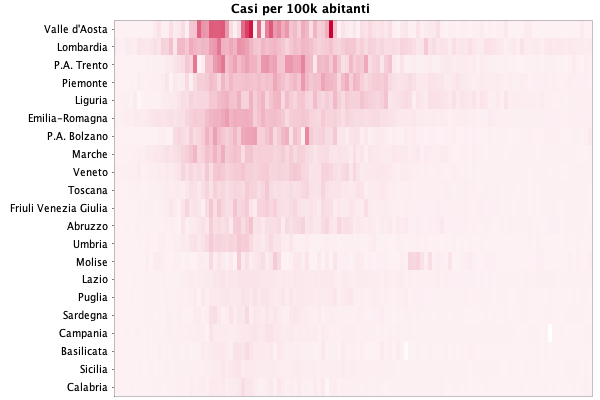 Casi per 100k abitanti
Valle d'Aosta
Lombardia
P.A. Trento
Piemonte
Liguria
Emilia-Romagna
P.A. Bolzano
Marche
Veneto
Toscana
Friuli Venezia Giulia
Abruzzo
Umbria
Molise
Lazio
Puglia
Sardegna
Campania
Basilicata
Sicilia
Calabria